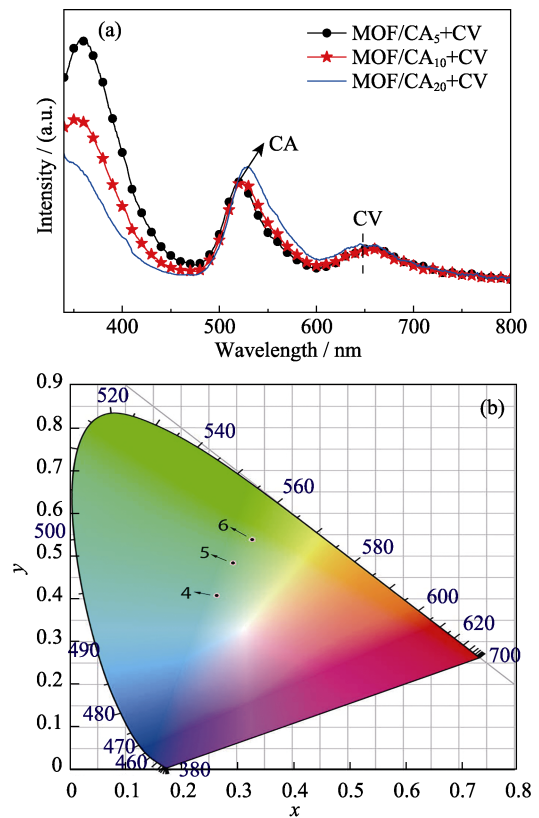 (a)
MOF/CA₅+CV
MOF/CA₁₀+CV
MOF/CA₂₀+CV
CA
CV
Intensity / (a.u.)
400 500 600 700 800
Wavelength / nm
(b)
0.9
0.8
0.7
0.6
0.5
0.4
0.3
0.2
0.1
0
y
520
540
560
500
580
600
620
700
490
480
470
460
380
6
5
4
0 0.1 0.2 0.3 0.4 0.5 0.6 0.7 0.8
x